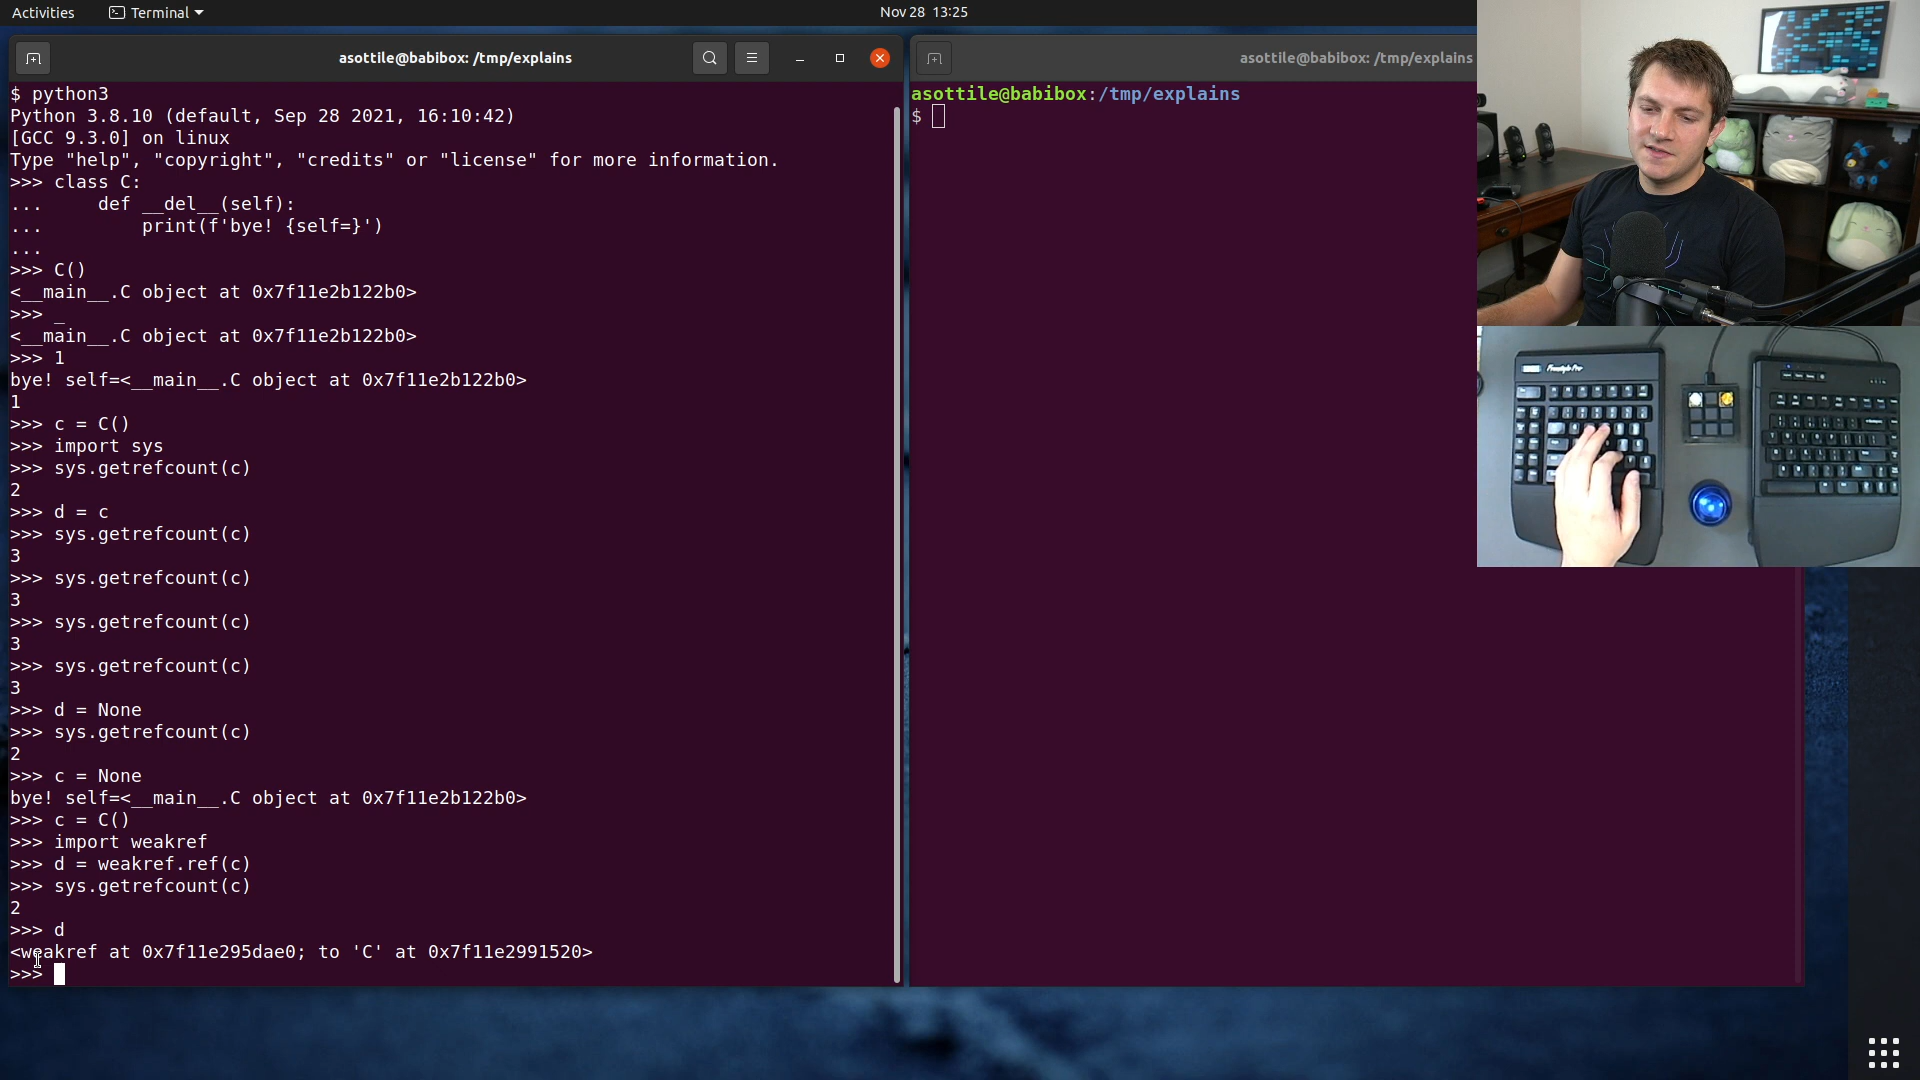 Activities
Terminal
Nov 28 13:25
asottile@babibox: /tmp/explains
$ python3
Python 3.8.10 (default, Sep 28 2021, 16:10:42)
[GCC 9.3.0] on linux
Type "help", "copyright", "credits" or "license" for more information.
>>> class C:
...     def __del__(self):
...         print(f'bye! {self=}')
...
>>> C()
<__main__.C object at 0x7f11e2b122b0>
>>> _
<__main__.C object at 0x7f11e2b122b0>
>>> 1
bye! self=<__main__.C object at 0x7f11e2b122b0>
1
>>> c = C()
>>> import sys
>>> sys.getrefcount(c)
2
>>> d = c
>>> sys.getrefcount(c)
3
>>> sys.getrefcount(c)
3
>>> sys.getrefcount(c)
3
>>> sys.getrefcount(c)
3
>>> d = None
>>> sys.getrefcount(c)
2
>>> c = None
bye! self=<__main__.C object at 0x7f11e2b122b0>
>>> c = C()
>>> import weakref
>>> d = weakref.ref(c)
>>> sys.getrefcount(c)
2
>>> d
<weakref at 0x7f11e295dae0; to 'C' at 0x7f11e2991520>
>>>
asottile@babibox: /tmp/explains
asottile@babibox:/tmp/explains
$
Freestyle Pro